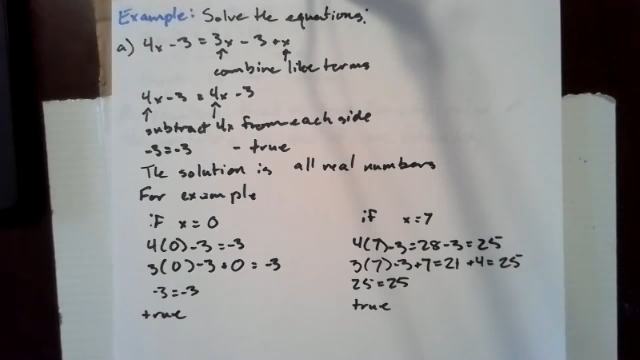 Example: Solve the equations:
a) 4x - 3 = 3x - 3 + x
combine like terms
4x - 3 = 4x - 3
subtract 4x from each side
-3 = -3 - true
The solution is all real numbers
For example
if x = 0
4(0) - 3 = -3
3(0) - 3 + 0 = -3
-3 = -3
true
if x = 7
4(7) - 3 = 28 - 3 = 25
3(7) - 3 + 7 = 21 + 4 = 25
25 = 25
true